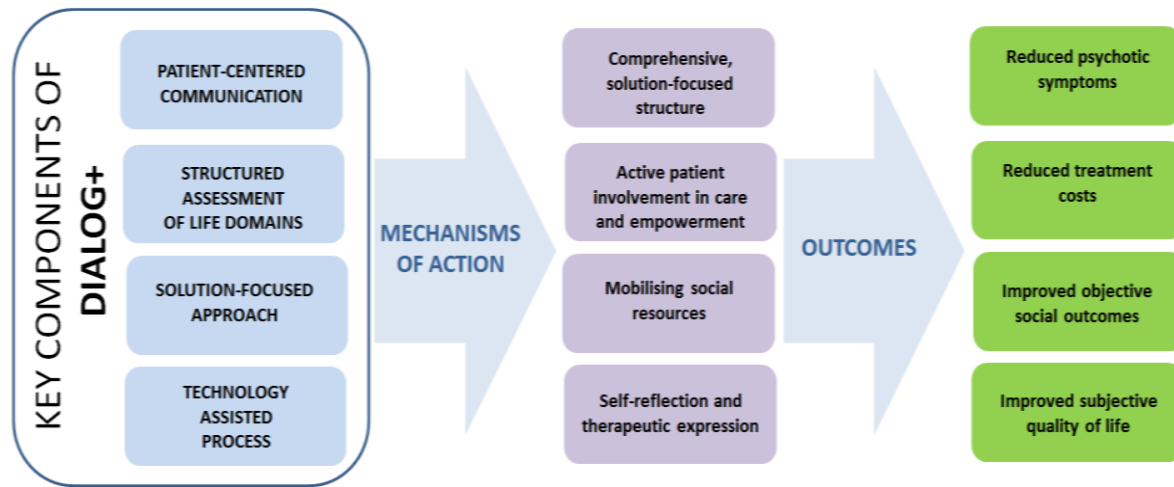 KEY COMPONENTS OF
DIALOG+
PATIENT-CENTERED
COMMUNICATION
STRUCTURED
ASSESSMENT
OF LIFE DOMAINS
SOLUTION-FOCUSED
APPROACH
TECHNOLOGY
ASSISTED
PROCESS
MECHANISMS
OF ACTION
Comprehensive,
solution-focused
structure
Active patient
involvement in care
and empowerment
Mobilising social
resources
Self-reflection and
therapeutic expression
OUTCOMES
Reduced psychotic
symptoms
Reduced treatment
costs
Improved objective
social outcomes
Improved subjective
quality of life